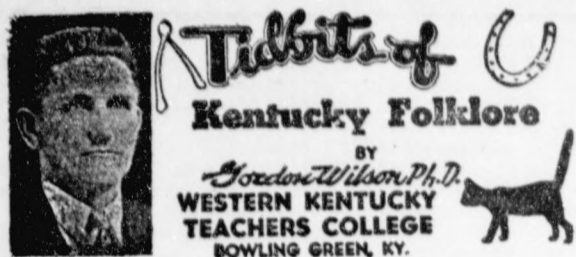 Tidbits of
Kentucky Folklore
BY
Gordon Wilson Ph.D.
WESTERN KENTUCKY
TEACHERS COLLEGE
BOWLING GREEN, KY.